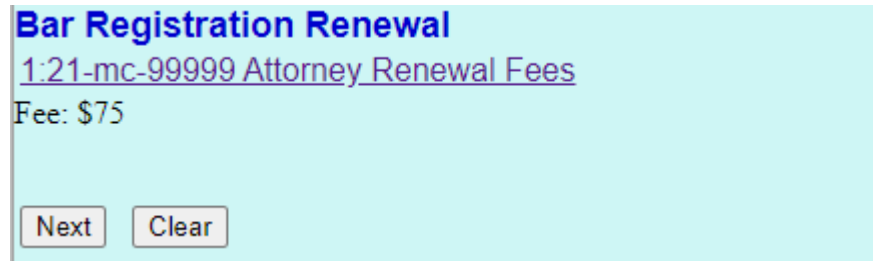 Bar Registration Renewal
1:21-mc-99999 Attorney Renewal Fees
Fee: $75
Next Clear